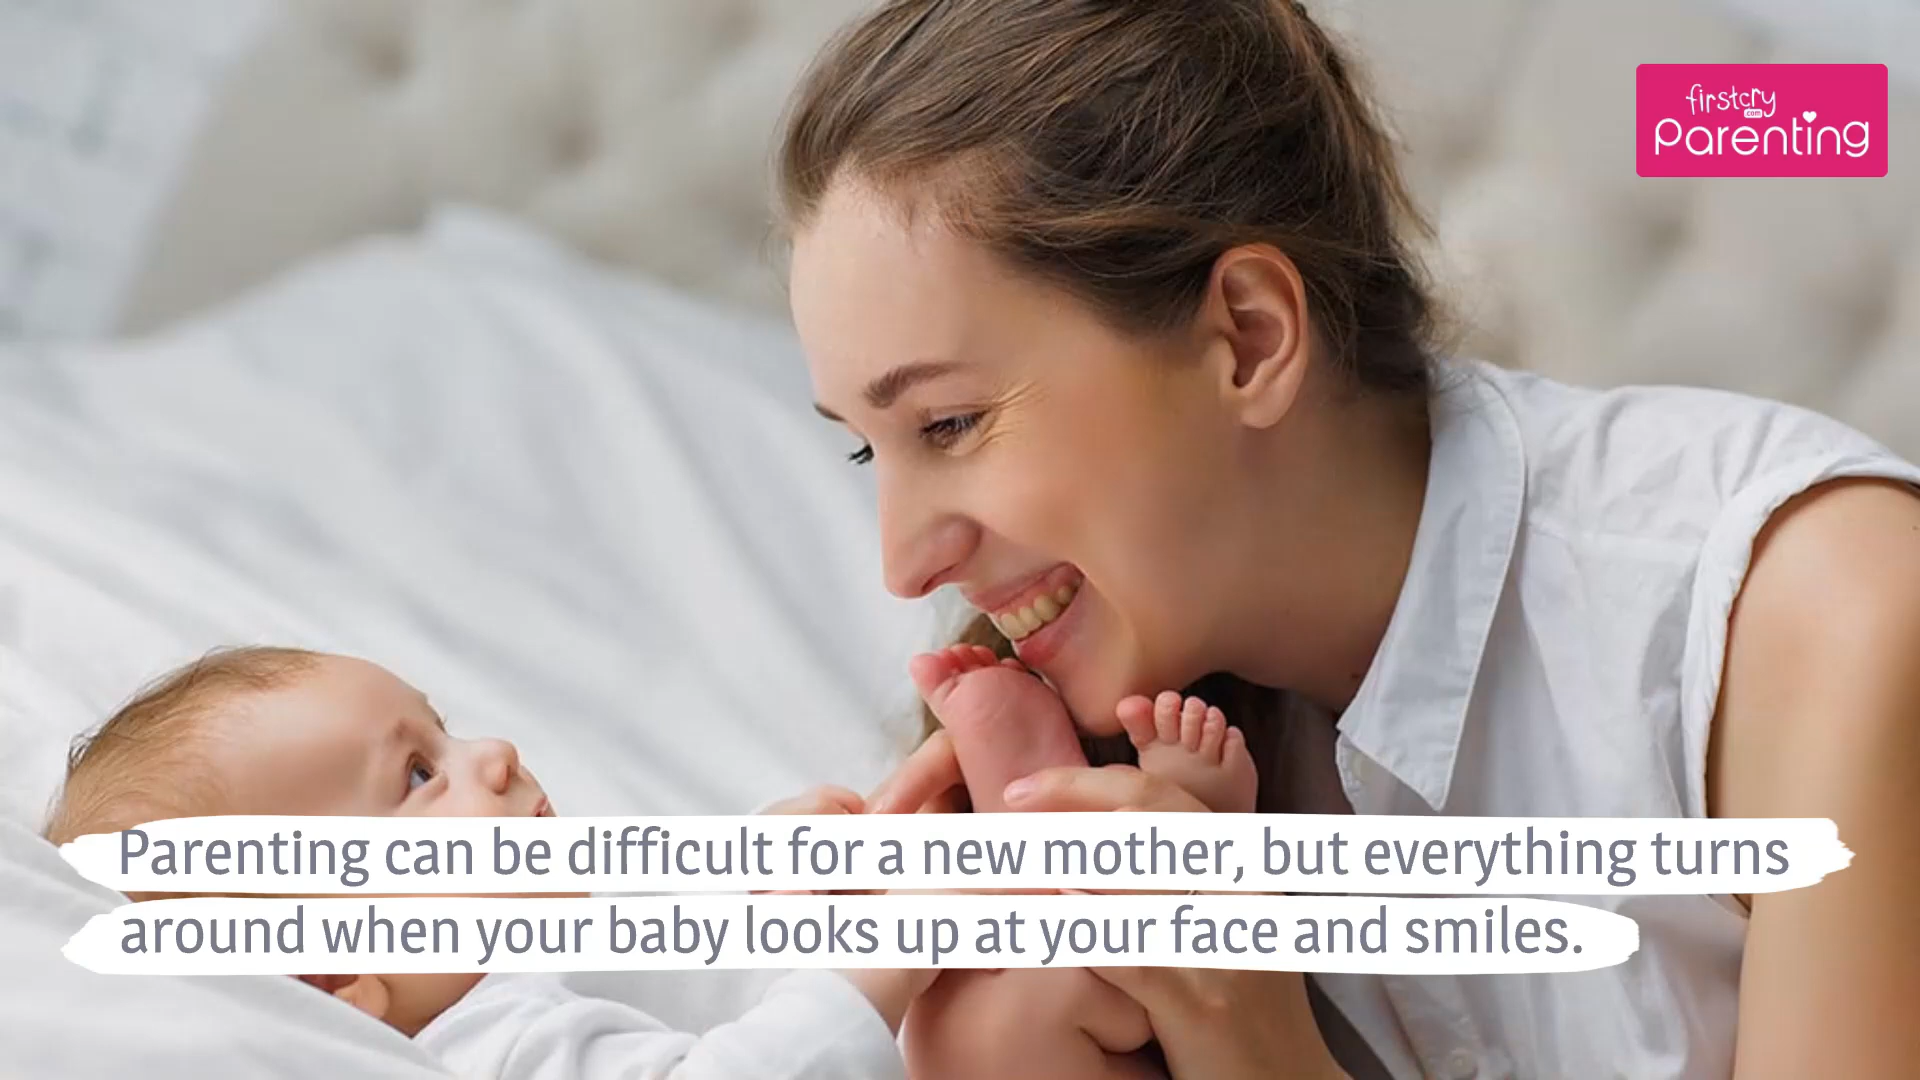 firstcry
.com
Parenting
Parenting can be difficult for a new mother, but everything turns
around when your baby looks up at your face and smiles.